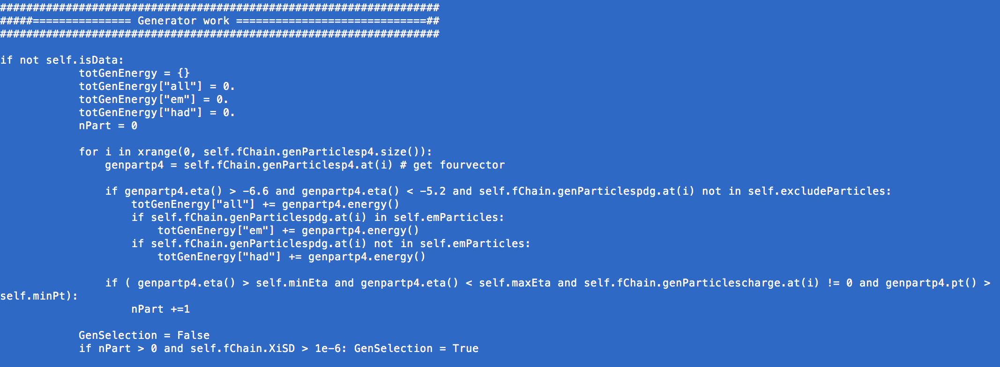 ###################################################################
#####=============== Generator work =============================##
###################################################################

if not self.isData:
            totGenEnergy = {}
            totGenEnergy["all"] = 0.
            totGenEnergy["em"] = 0.
            totGenEnergy["had"] = 0.
            nPart = 0

            for i in xrange(0, self.fChain.genParticlesp4.size()):
                genpartp4 = self.fChain.genParticlesp4.at(i) # get fourvector

                if genpartp4.eta() > -6.6 and genpartp4.eta() < -5.2 and self.fChain.genParticlespdg.at(i) not in self.excludeParticles:
                    totGenEnergy["all"] += genpartp4.energy()
                    if self.fChain.genParticlespdg.at(i) in self.emParticles:
                        totGenEnergy["em"] += genpartp4.energy()
                    if self.fChain.genParticlespdg.at(i) not in self.emParticles:
                        totGenEnergy["had"] += genpartp4.energy()

                if ( genpartp4.eta() > self.minEta and genpartp4.eta() < self.maxEta and self.fChain.genParticlescharge.at(i) != 0 and genpartp4.pt() >
self.minPt):
                    nPart +=1

            GenSelection = False
            if nPart > 0 and self.fChain.XiSD > 1e-6: GenSelection = True